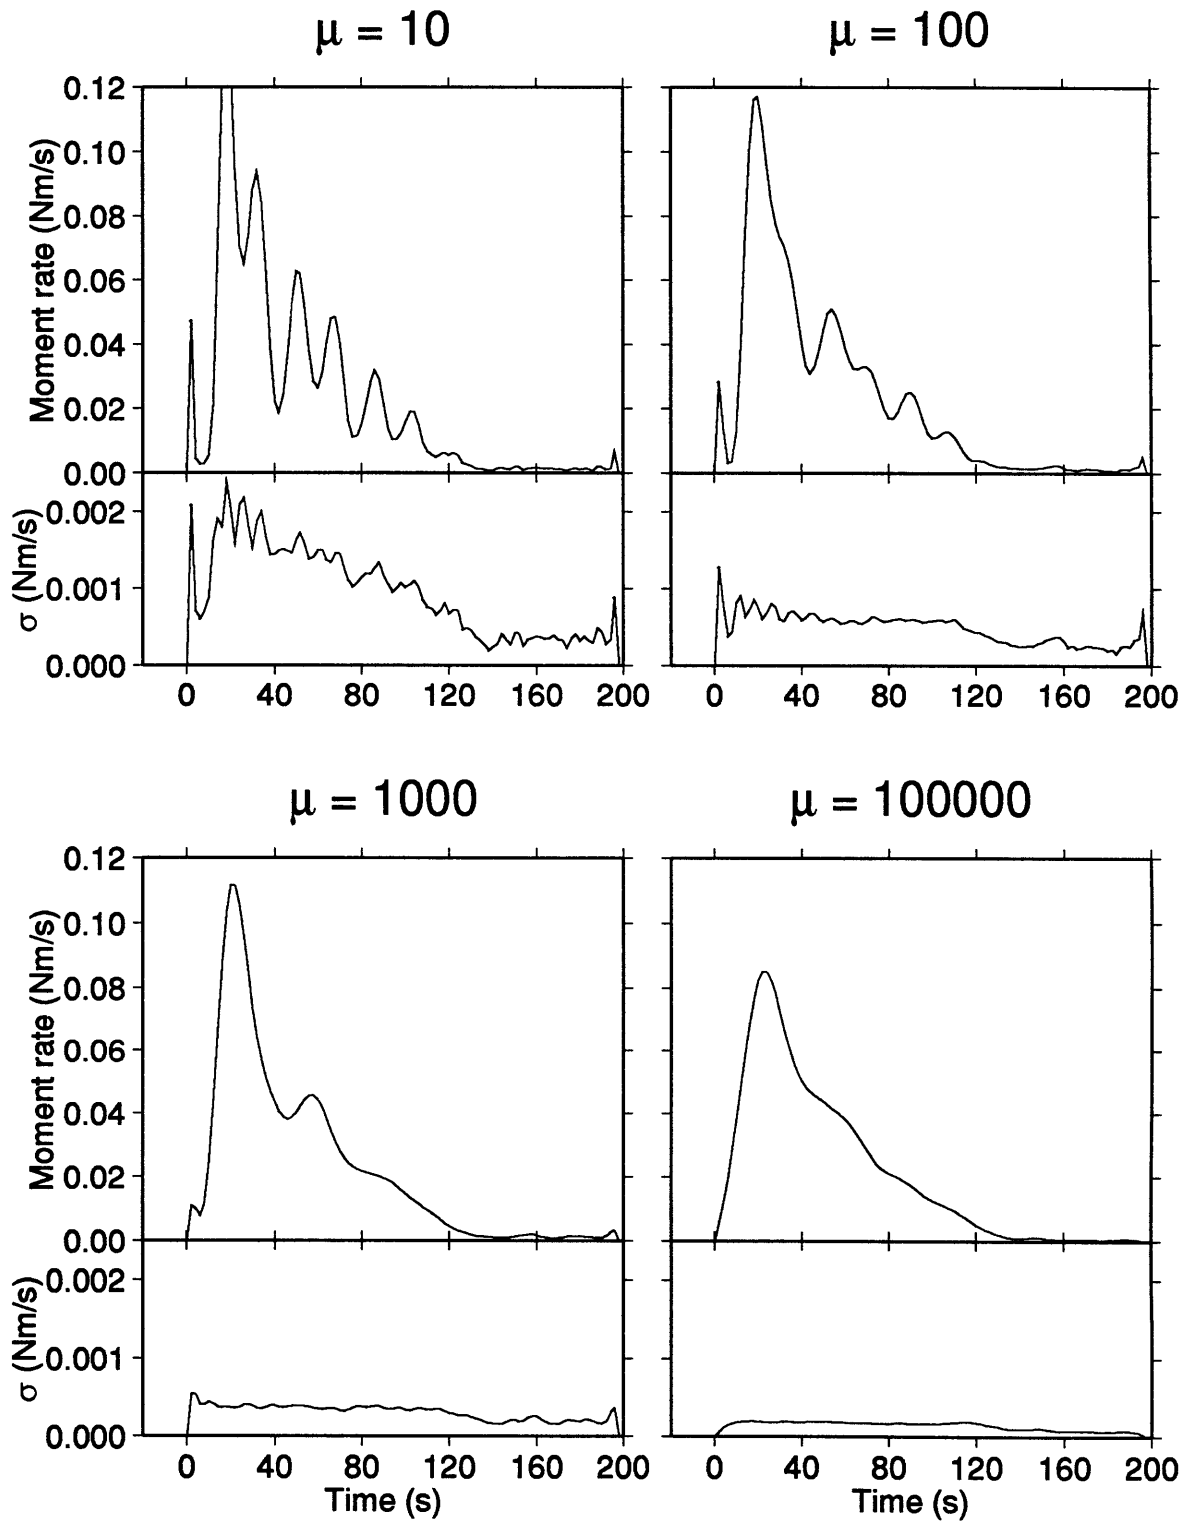 μ = 10
μ = 100
0.12
0.10
0.08
0.06
0.04
0.02
0.00
Moment rate (Nm/s)
0.002
0.001
0.000
σ (Nm/s)
0 40 80 120 160 200
0 40 80 120 160 200
μ = 1000
μ = 100000
0.12
0.10
0.08
0.06
0.04
0.02
0.00
Moment rate (Nm/s)
0.002
0.001
0.000
σ (Nm/s)
0 40 80 120 160 200
0 40 80 120 160 200
Time (s)
Time (s)